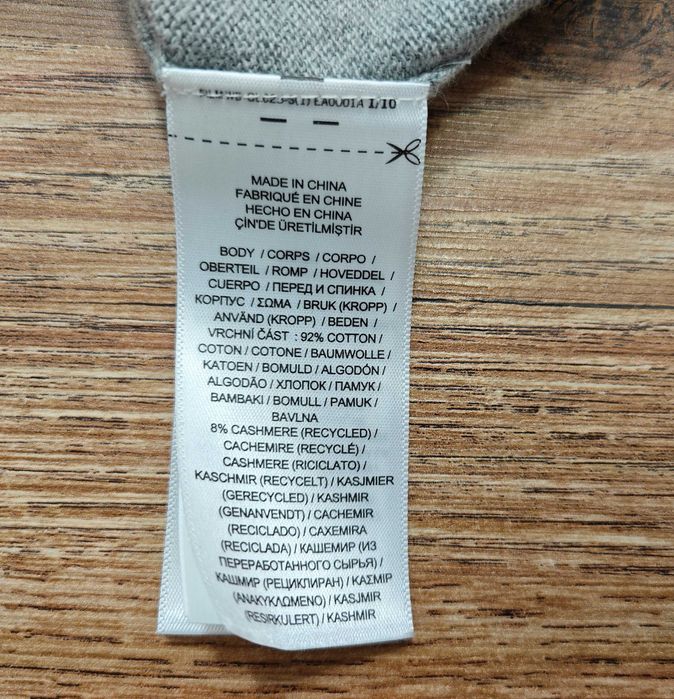 EA0001A 1/10
MADE IN CHINA
FABRIQUÉ EN CHINE
HECHO EN CHINA
ÇİN'DE ÜRETİLMİŞTİR
BODY / CORPS / CORPO /
OBERTEIL / ROMP / HOVEDDEL /
CUERPO / ПЕРЕД И СПИНКА /
КОРПУС / ΣΩΜΑ / BRUK (KROPP) /
ANVÄND (KROPP) / BEDEN /
VRCHNÍ ČÁST : 92% COTTON /
COTON / COTONE / BAUMWOLLE /
KATOEN / BOMULD / ALGODÓN /
ALGODÃO / ХЛОПОК / ПАМУК /
BAMBAKI / BOMULL / PAMUK /
BAVLNA
8% CASHMERE (RECYCLED) /
CACHEMIRE (RECYCLÉ) /
CASHMERE (RICICLATO) /
KASCHMIR (RECYCELT) / KASJMIER
(GERECYCLED) / KASHMIR
(GENANVENDT) / CACHEMIR
(RECICLADO) / CAXEMIRA
(RECICLADA) / КАШЕМИР (ИЗ
ПЕРЕРАБОТАННОГО СЫРЬЯ) /
КАШМИР (РЕЦИКЛИРАН) / ΚΑΣΜΙΡ
(ΑΝΑΚΥΚΛΩΜΕΝΟ) / KASJMIR
(RESIRKULERT) / KASHMIR